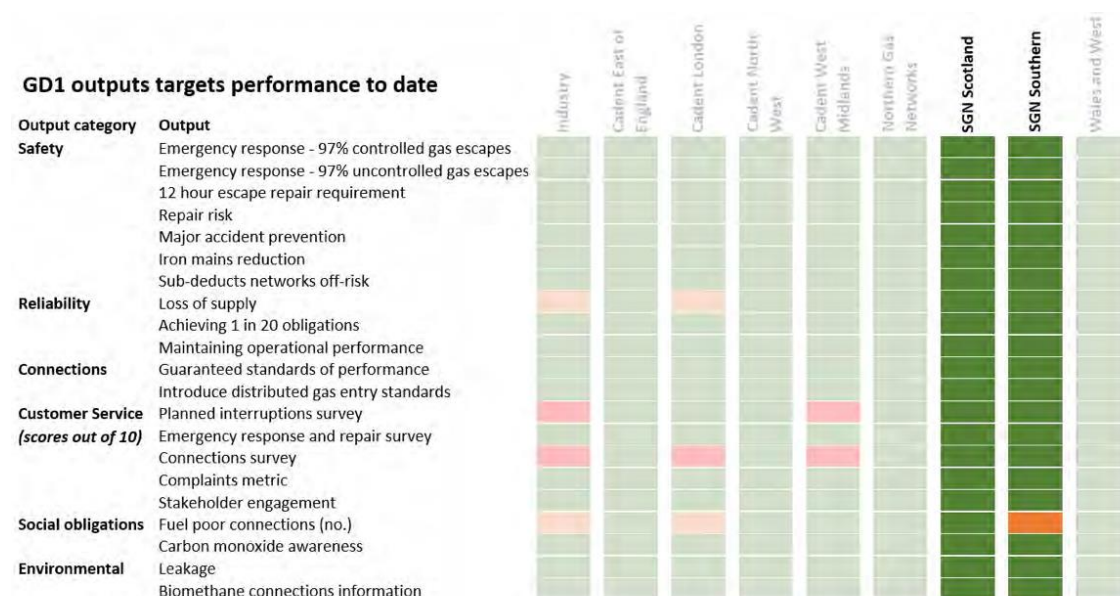 GD1 outputs targets performance to date
Industry
Cadent East of
England
Cadent London
Cadent North
West
Cadent West
Midlands
Northern Gas
Networks
SGN Scotland
SGN Southern
Wales and West
Output category Output
Safety Emergency response - 97% controlled gas escapes
Emergency response - 97% uncontrolled gas escapes
12 hour escape repair requirement
Repair risk
Major accident prevention
Iron mains reduction
Sub-deducts networks off-risk
Reliability Loss of supply
Achieving 1 in 20 obligations
Maintaining operational performance
Connections Guaranteed standards of performance
Introduce distributed gas entry standards
Customer Service Planned interruptions survey
(scores out of 10) Emergency response and repair survey
Connections survey
Complaints metric
Stakeholder engagement
Social obligations Fuel poor connections (no.)
Carbon monoxide awareness
Environmental Leakage
Biomethane connections information